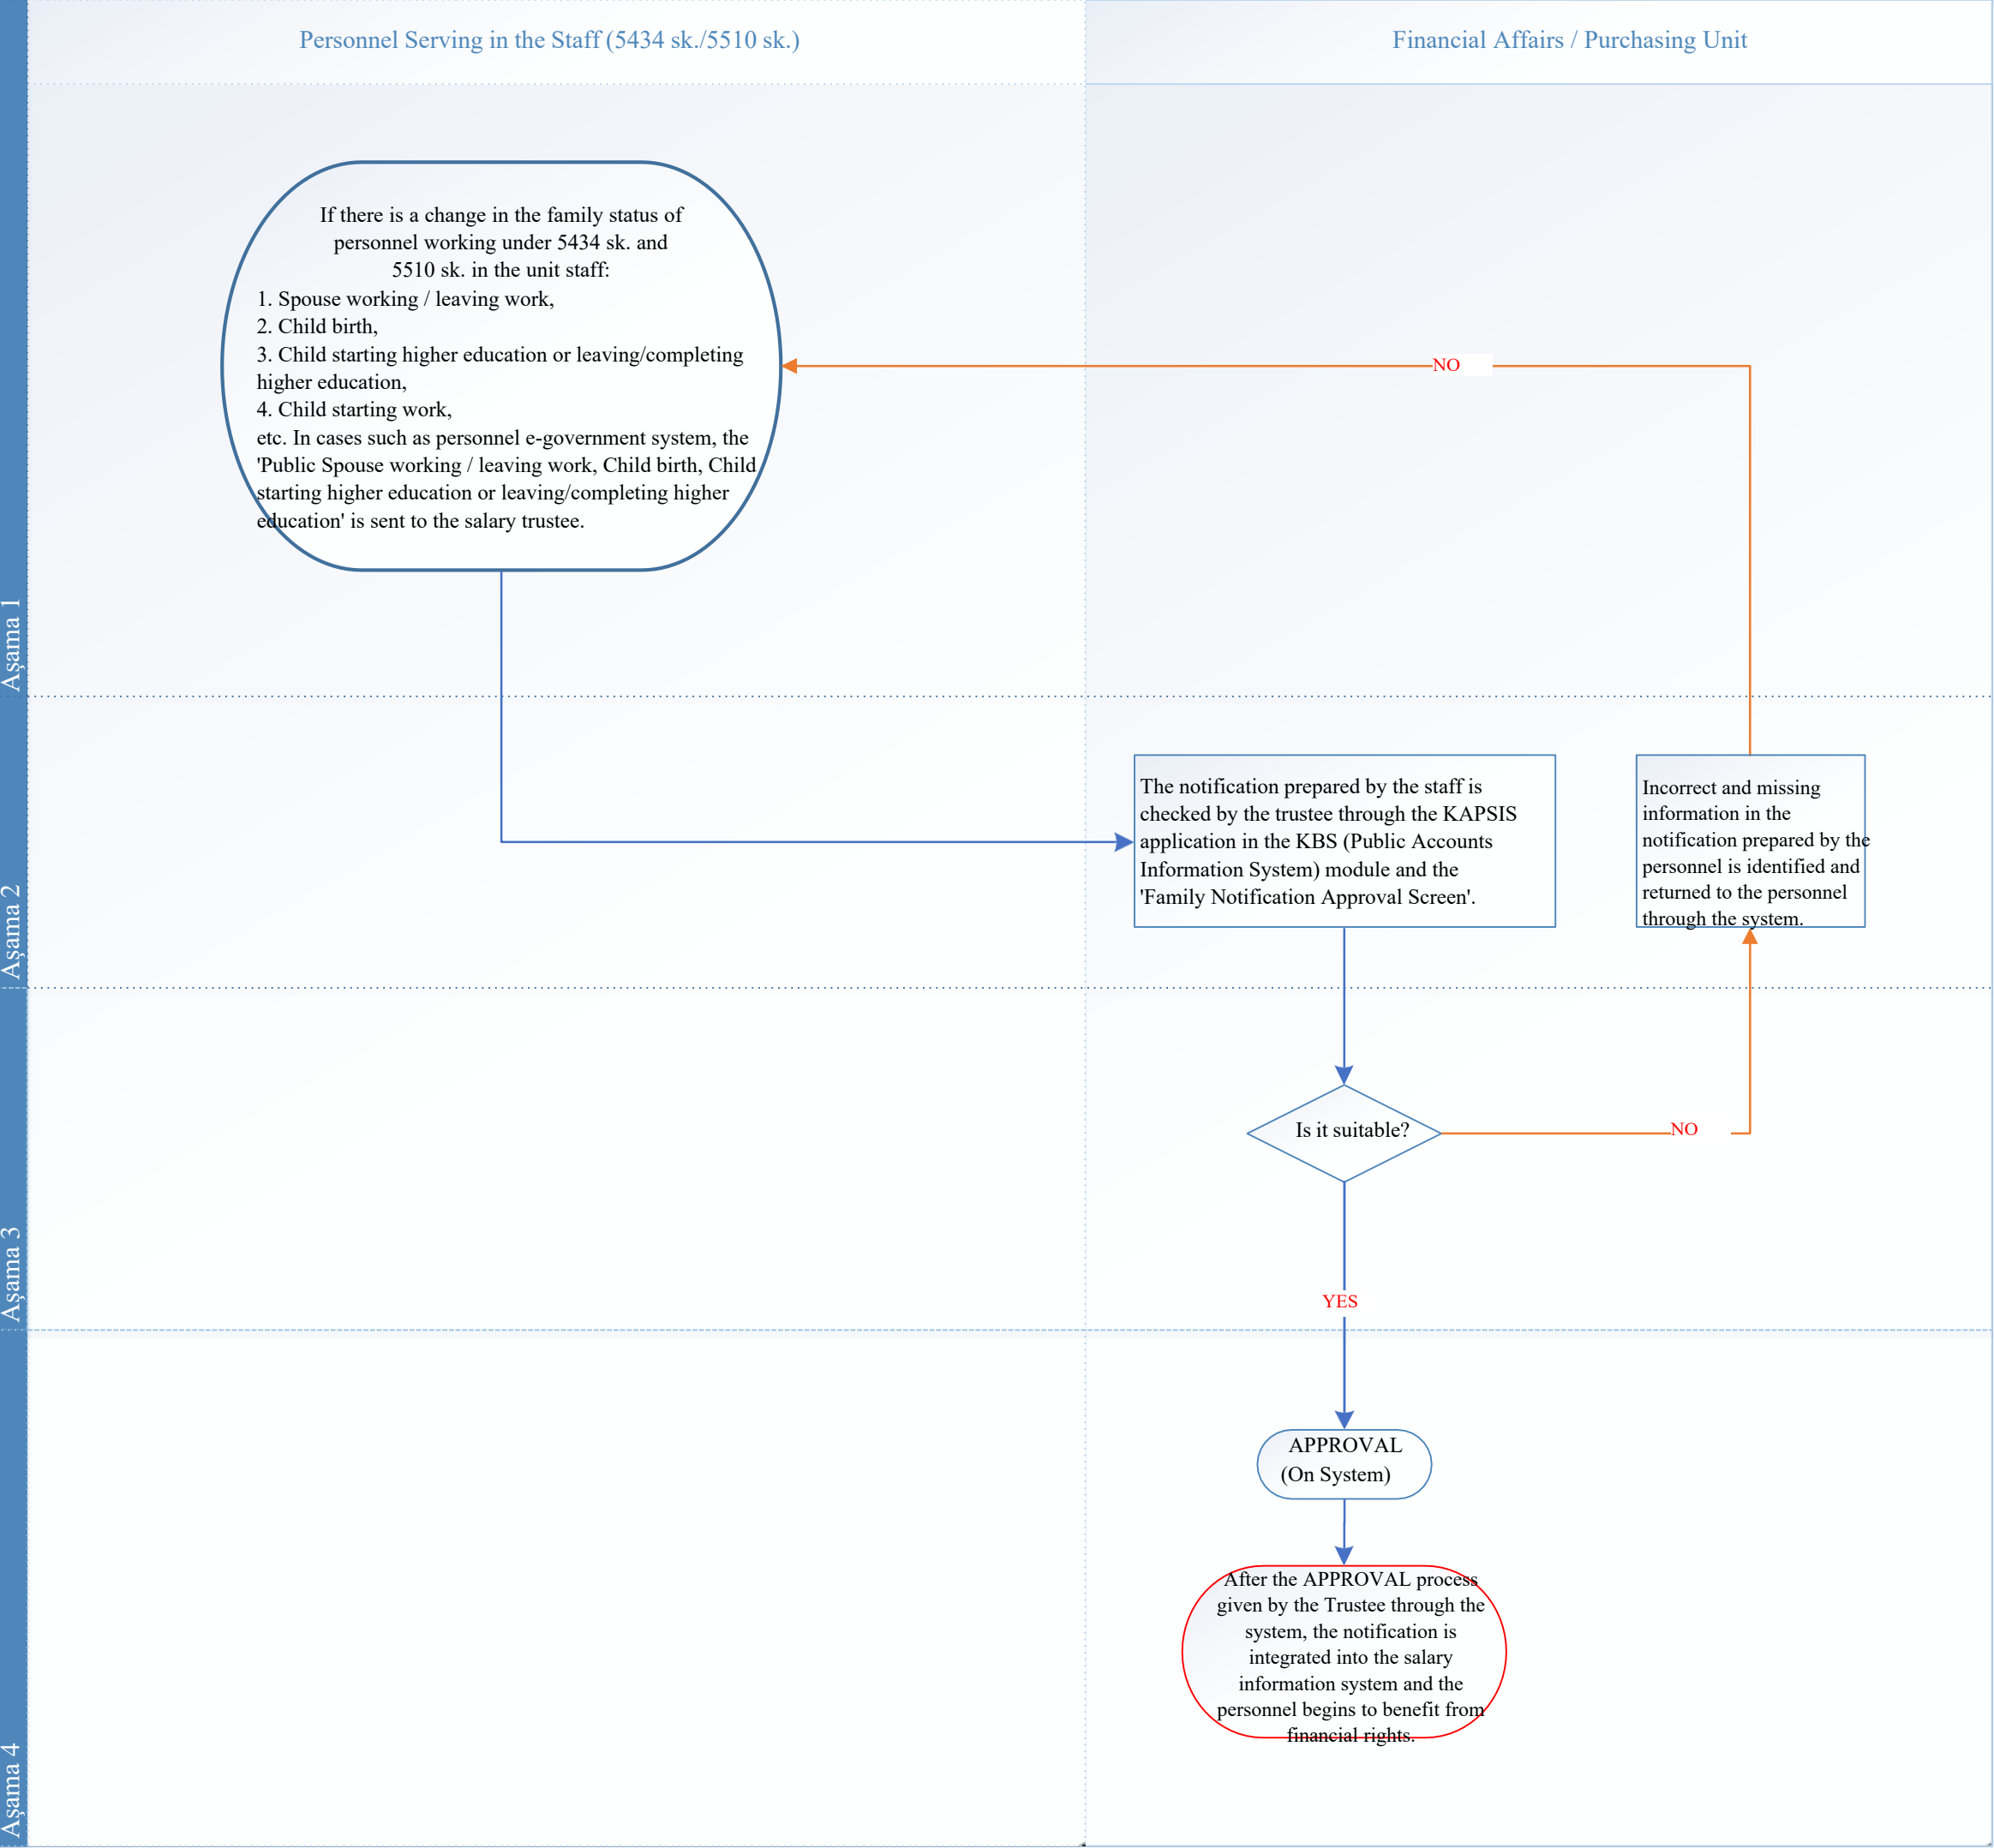 Personnel Serving in the Staff (5434 sk./5510 sk.)
Financial Affairs / Purchasing Unit
Aşama 1
If there is a change in the family status of
personnel working under 5434 sk. and
5510 sk. in the unit staff:
1. Spouse working / leaving work,
2. Child birth,
3. Child starting higher education or leaving/completing
higher education,
4. Child starting work,
etc. In cases such as personnel e-government system, the
'Public Spouse working / leaving work, Child birth, Child
starting higher education or leaving/completing higher
education' is sent to the salary trustee.
NO
Aşama 2
The notification prepared by the staff is
checked by the trustee through the KAPSIS
application in the KBS (Public Accounts
Information System) module and the
'Family Notification Approval Screen'.
Incorrect and missing
information in the
notification prepared by the
personnel is identified and
returned to the personnel
through the system.
Aşama 3
Is it suitable?
NO
YES
Aşama 4
APPROVAL
(On System)
After the APPROVAL process
given by the Trustee through the
system, the notification is
integrated into the salary
information system and the
personnel begins to benefit from
financial rights.